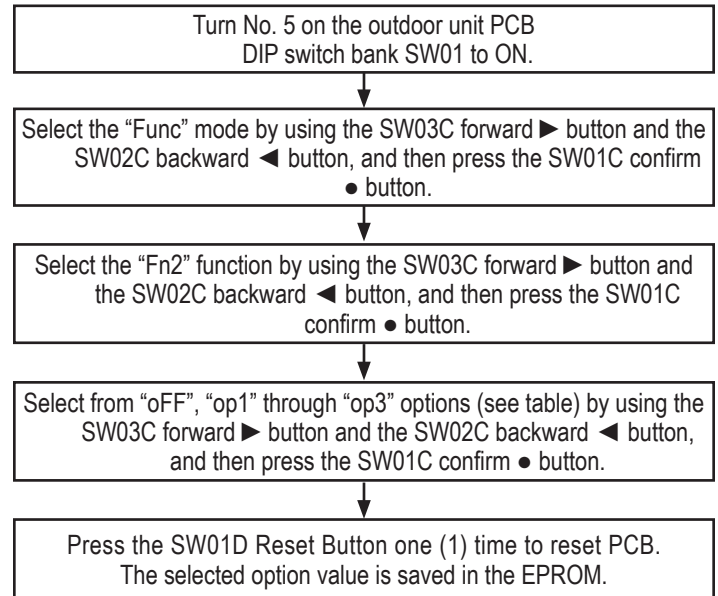 Turn No. 5 on the outdoor unit PCB
DIP switch bank SW01 to ON.
Select the “Func” mode by using the SW03C forward ► button and the
SW02C backward ◄ button, and then press the SW01C confirm
● button.
Select the “Fn2” function by using the SW03C forward ► button and
the SW02C backward ◄ button, and then press the SW01C
confirm ● button.
Select from “oFF”, “op1” through “op3” options (see table) by using the
SW03C forward ► button and the SW02C backward ◄ button,
and then press the SW01C confirm ● button.
Press the SW01D Reset Button one (1) time to reset PCB.
The selected option value is saved in the EPROM.